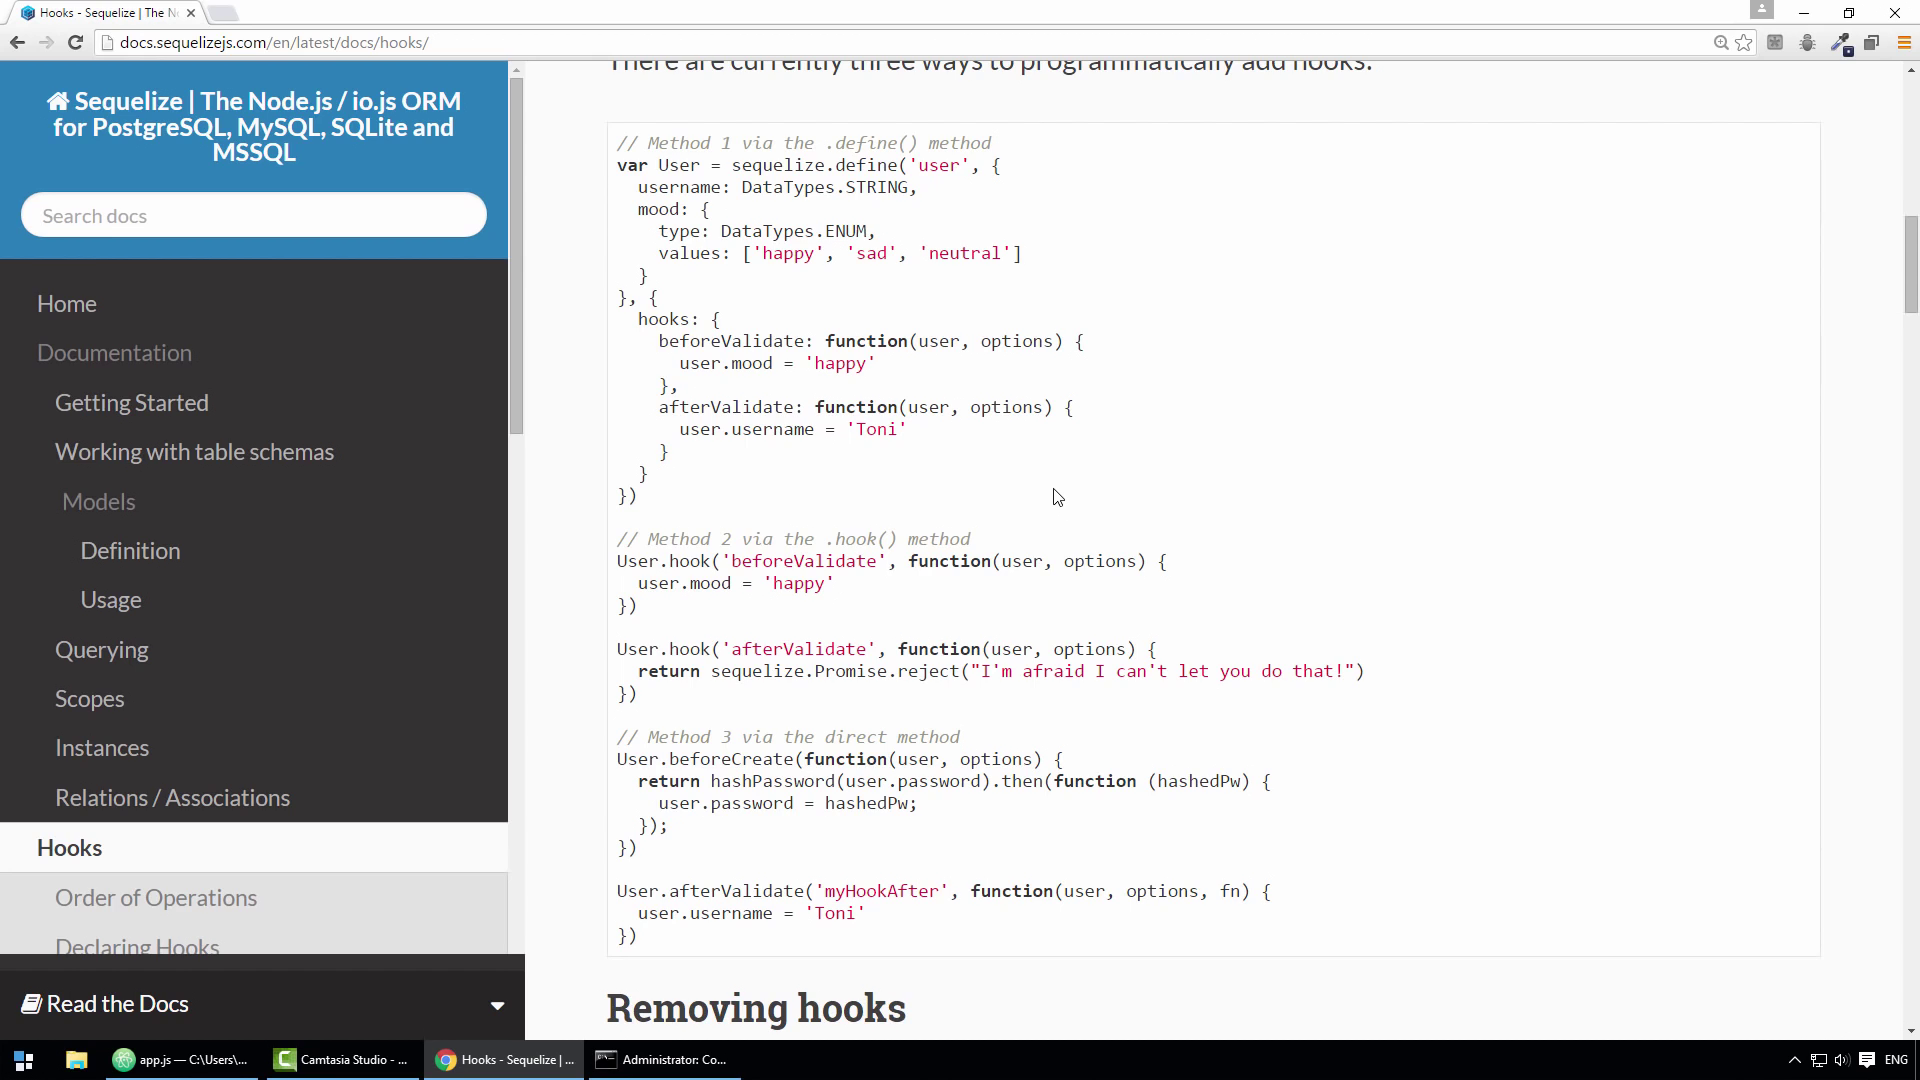 Hooks - Sequelize | The N
docs.sequelizejs.com/en/latest/docs/hooks/
Sequelize | The Node.js / io.js ORM
for PostgreSQL, MySQL, SQLite and
MSSQL
Search docs
Home
Documentation
Getting Started
Working with table schemas
Models
Definition
Usage
Querying
Scopes
Instances
Relations / Associations
Hooks
Order of Operations
Declaring Hooks
Read the Docs
There are currently three ways to programmatically add hooks:
// Method 1 via the .define() method
var User = sequelize.define('user', {
  username: DataTypes.STRING,
  mood: {
    type: DataTypes.ENUM,
    values: ['happy', 'sad', 'neutral']
  }
}, {
  hooks: {
    beforeValidate: function(user, options) {
      user.mood = 'happy'
    },
    afterValidate: function(user, options) {
      user.username = 'Toni'
    }
  }
})
// Method 2 via the .hook() method
User.hook('beforeValidate', function(user, options) {
  user.mood = 'happy'
})
User.hook('afterValidate', function(user, options) {
  return sequelize.Promise.reject("I'm afraid I can't let you do that!")
})
// Method 3 via the direct method
User.beforeCreate(function(user, options) {
  return hashPassword(user.password).then(function (hashedPw) {
    user.password = hashedPw;
  });
})
User.afterValidate('myHookAfter', function(user, options, fn) {
  user.username = 'Toni'
})
Removing hooks
app.js — C:\Users\...
Camtasia Studio - ...
Hooks - Sequelize | ...
Administrator: Co...
ENG